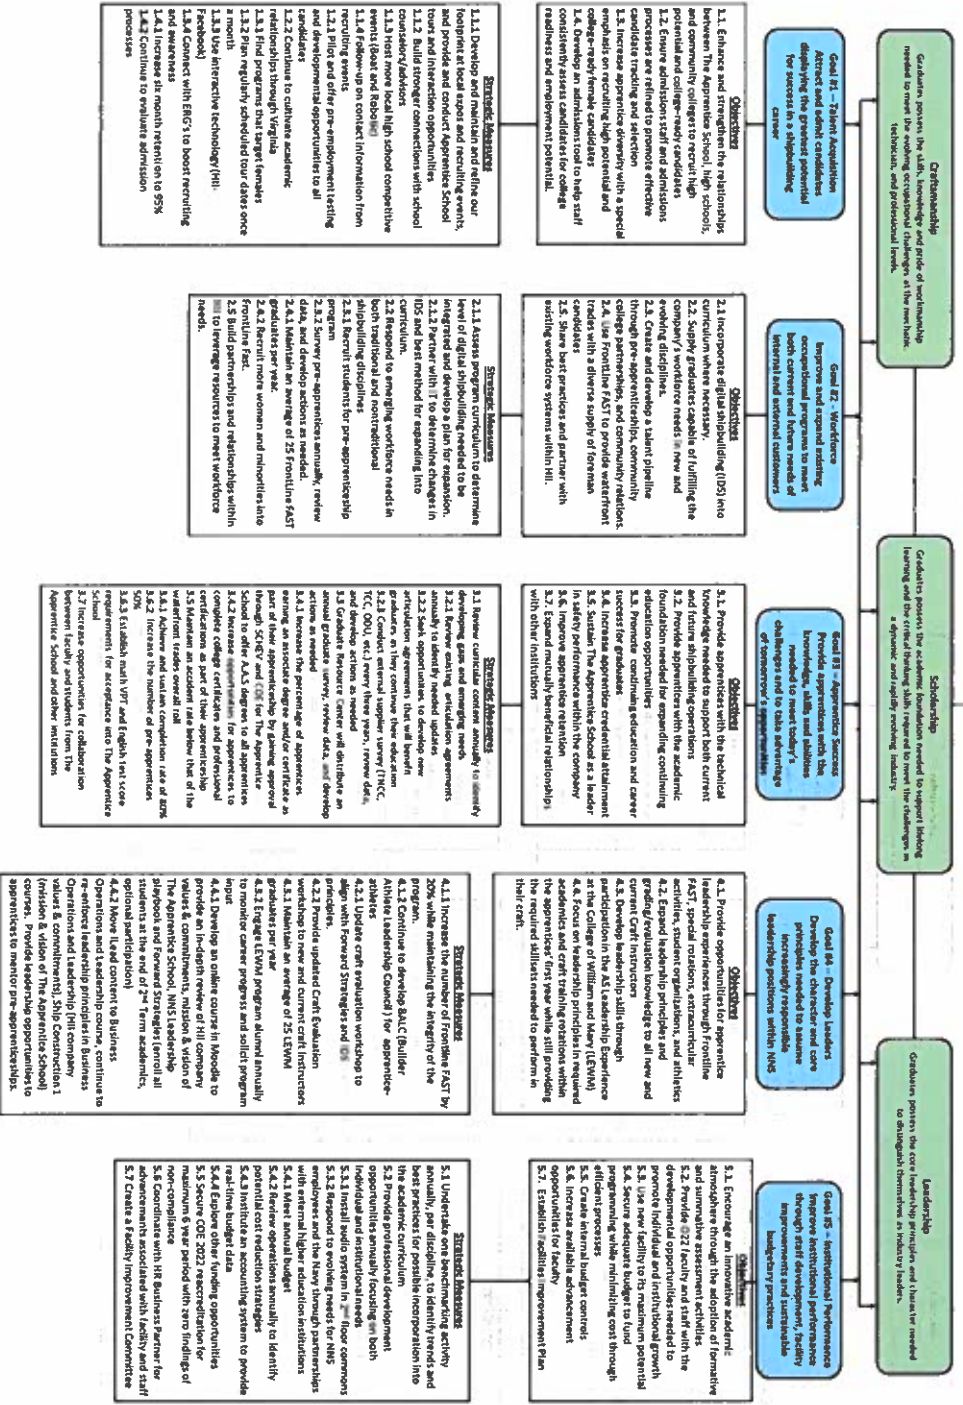 Craftsmanship
Graduates possess the skills, knowledge and pride of workmanship
needed to meet the evolving occupational challenges at the mechanic,
technician, and professional levels.
Scholarship
Graduates possess the academic foundation needed to support lifelong
learning and the critical thinking skills required to meet the challenges in
a dynamic and rapidly evolving industry.
Leadership
Graduates possess the core leadership principles and character needed
to distinguish themselves as industry leaders.
Goal #1 – Talent Acquisition
Attract and admit candidates
displaying the greatest potential
for success in a shipbuilding
career
Objectives
1.1. Enhance and strengthen the relationships
between The Apprentice School, high schools,
and community colleges to recruit high
potential and college-ready candidates
1.2. Ensure admissions staff and admissions
processes are refined to promote effective
candidate tracking and selection
1.3. Increase apprentice diversity with a special
emphasis on recruiting high potential and
college-ready female candidates
1.4. Develop an admissions tool to help staff
consistently assess candidates for college
readiness and employment potential.
Strategic Measures
1.1.1 Develop and maintain and refine our
footprint at local expos and recruiting events,
and provide and conduct Apprentice School
tours and interaction opportunities
1.1.2 Build stronger connections with school
counselors/advisors
1.1.3 Host more local high school competitive
events (Boat and Robotic)
1.1.4 Follow-up on contact information from
recruiting events
1.2.1 Pilot and offer pre-employment testing
and developmental opportunities to all
candidates
1.2.2 Continue to cultivate academic
relationships through Virginia
1.3.1 Find programs that target females
1.3.2 Plan regularly scheduled tour dates once
a month
1.3.3 Use interactive technology (HII-
Facebook)
1.3.4 Connect with ERG's to boost recruiting
and awareness
1.4.1 Increase six month retention to 95%
1.4.2 Continue to evaluate admission
processes
Goal #2 - Workforce
Improve and expand existing
occupational programs to meet
both current and future needs of
internal and external customers
Objectives
2.1 Incorporate digital shipbuilding (IDS) into
curriculum where necessary.
2.2. Supply graduates capable of fulfilling the
company's workforce needs in new and
evolving disciplines.
2.3. Create and develop a talent pipeline
through pre-apprenticeships, community
college partnerships, and community relations.
2.4. Use FrontLine FAST to provide waterfront
trades with a diverse supply of foreman
candidates
2.5. Share best practices and partner with
existing workforce systems within HII.
Strategic Measures
2.1.1 Assess program curriculum to determine
level of digital shipbuilding needed to be
integrated and develop a plan for expansion.
2.1.2 Partner with IT to determine changes in
IDS and best method for expanding into
curriculum.
2.2 Respond to emerging workforce needs in
both traditional and nontraditional
shipbuilding disciplines
2.3.1 Recruit students for pre-apprenticeship
program
2.3.2 Survey pre-apprentices annually, review
data, and develop actions as needed.
2.4.1 Maintain an average of 25 FrontLine FAST
graduates per year.
2.4.2 Recruit more women and minorities into
FrontLine Fast.
2.5 Build partnerships and relationships within
HII to leverage resources to meet workforce
needs.
Goal #3 – Apprentice Success
Provide apprentices with the
knowledge, skills and abilities
needed to meet today's
challenges and to take advantage
of tomorrow's opportunities
Objectives
3.1. Provide apprentices with the technical
knowledge needed to support both current
and future shipbuilding operations
3.2. Provide apprentices with the academic
foundation needed for expanding continuing
education opportunities
3.3. Promote continuing education and career
success for graduates
3.4. Increase apprentice credential attainment
3.5. Sustain The Apprentice School as a leader
in safety performance within the company
3.6. Improve apprentice retention
3.7. Expand mutually beneficial relationships
with other institutions
Strategic Measures
3.1 Review curricular content annually to identify
developing gaps and emerging needs
3.2.1 Review existing articulation agreements
annually to identify needed updates
3.2.2 Seek opportunities to develop new
articulation agreements that will benefit
graduates as they continue their education
3.2.3 Conduct external supplier survey (TNCC,
TCC, ODU, etc.) every three years, review data,
and develop actions as needed
3.3 Graduate Resource Center will distribute an
annual graduate survey, review data, and develop
actions as needed
3.4.1 Increase the percentage of apprentices
earning an associate degree and/or certificate as
part of their apprenticeship by gaining approval
through SCHEV and COE for The Apprentice
School to offer A.A.S degrees to all apprentices
3.4.2 Increase opportunities for apprentices to
complete college certificates and professional
certifications as part of their apprenticeship
3.5 Maintain an accident rate below that of the
waterfront trades overall roll
3.6.1 Achieve and sustain completion rate of 80%
3.6.2 Increase the number of pre-apprentices
50%
3.6.3 Establish math VPT and English test score
requirements for acceptance into The Apprentice
School
3.7 Increase opportunities for collaboration
between faculty and students from The
Apprentice School and other institutions
Goal #4 – Develop Leaders
Develop the character and core
principles needed to assume
increasingly responsible
leadership positions within NNS
Objectives
4.1. Provide opportunities for apprentice
leadership experiences through Frontline
FAST, special rotations, extracurricular
activities, student organizations, and athletics
4.2. Expand leadership principles and
grading/evaluation knowledge to all new and
current Craft Instructors
4.3. Develop leadership skills through
participation in the AS Leadership Experience
at the College of William and Mary (LEWM)
4.4. Focus on leadership principles in required
academics and craft training rotations within
the apprentices' first year while still providing
the required skillsets needed to perform in
their craft.
Strategic Measures
4.1.1 Increase the number of Frontline FAST by
20% while maintaining the integrity of the
program.
4.1.2 Continue to develop BALC (Builder
Athlete Leadership Council) for apprentice-
athletes
4.2.1 Update craft evaluation workshop to
align with Forward Strategies and IDS
principles.
4.2.2 Provide updated Craft Evaluation
workshop to new and current craft instructors
4.3.1 Maintain an average of 25 LEWM
graduates per year
4.3.2 Engage LEWM program alumni annually
to monitor career progress and solicit program
input
4.4.1 Develop an online course in Moodle to
provide an in-depth review of HII company
values & commitments, mission & vision of
The Apprentice School, NNS Leadership
playbook and Forward Strategies (enroll all
students at the end of 2nd Term academics,
optional participation)
4.4.2 Move iLead content to Business
Operations and Leadership course, continue to
re-enforce leadership principles in Business
Operations and Leadership (HII company
values & commitments), Ship Construction 1
(mission & vision of The Apprentice School)
courses. Provide leadership opportunities to
apprentices to mentor pre-apprenticeships.
Goal #5 – Institutional Performance
Improve institutional performance
through staff development, facility
improvements and sustainable
budgetary practices
Objectives
5.1. Encourage an innovative academic
atmosphere through the adoption of formative
and summative assessment activities
5.2. Provide O22 faculty and staff with the
developmental opportunities needed to
promote individual and institutional growth
5.3. Use new facility to its maximum potential
5.4. Secure adequate budget to fund
programming while minimizing cost through
efficient processes
5.5. Create internal budget controls
5.6. Increase available advancement
opportunities for faculty
5.7. Establish Facilities Improvement Plan
Strategic Measures
5.1 Undertake one benchmarking activity
annually, per discipline, to identify trends and
best practices for possible incorporation into
the academic curriculum
5.2 Provide professional development
opportunities annually focusing on both
individual and institutional needs
5.3.1 Install audio system in 2nd floor commons
5.3.2 Respond to evolving needs for NNS
employees and the Navy through partnerships
with external higher education institutions
5.4.1 Meet annual budget
5.4.2 Review operations annually to identify
potential cost reduction strategies
5.4.3 Institute an accounting system to provide
real-time budget data
5.4.4 Explore other funding opportunities
5.5 Secure COE 2022 reaccreditation for
maximum 6 year period with zero findings of
non-compliance
5.6 Coordinate with HR Business Partner for
advancements associated with facility and staff
5.7 Create a Facility Improvement Committee